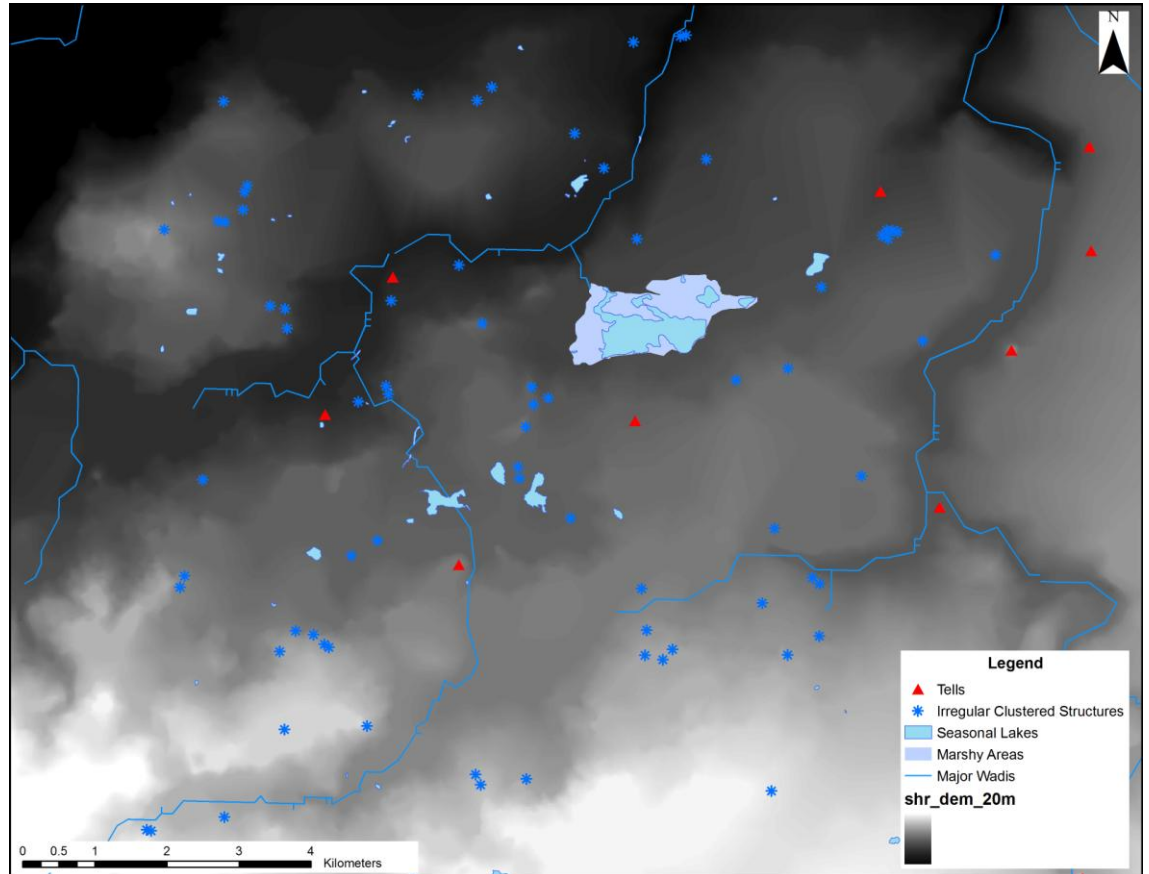 N
Legend
Tells
Irregular Clustered Structures
Seasonal Lakes
Marshy Areas
Major Wadis
shr_dem_20m
0 0.5 1 2 3 4
Kilometers